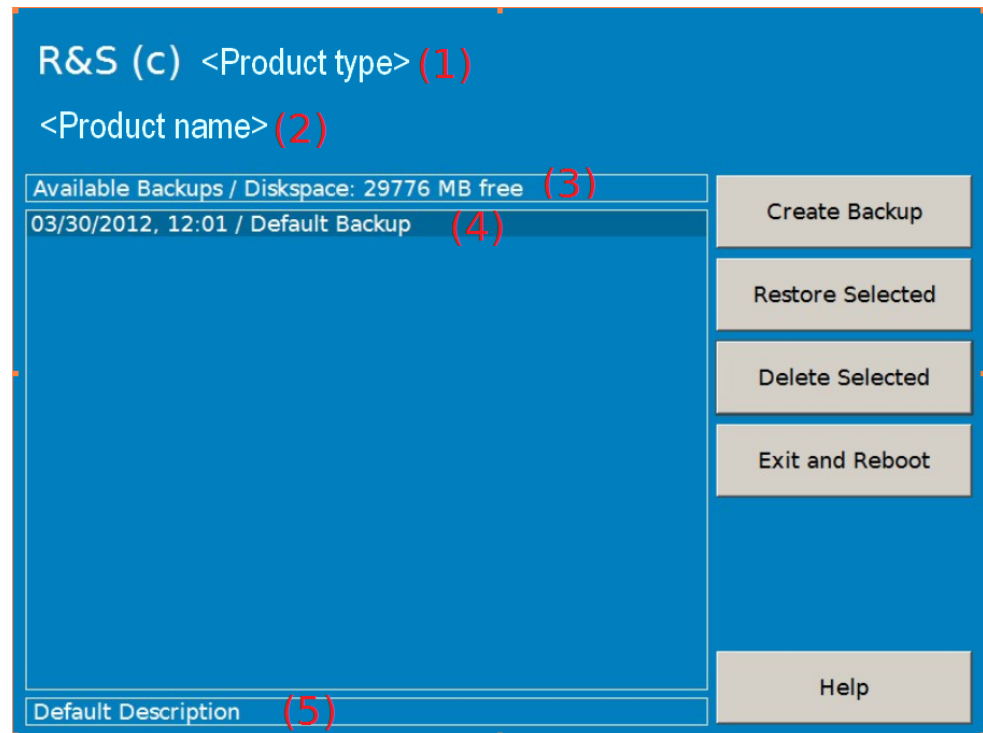 R&S (c) <Product type> (1)
<Product name> (2)
Available Backups / Diskspace: 29776 MB free (3)
03/30/2012, 12:01 / Default Backup (4)
Create Backup
Restore Selected
Delete Selected
Exit and Reboot
Help
Default Description (5)